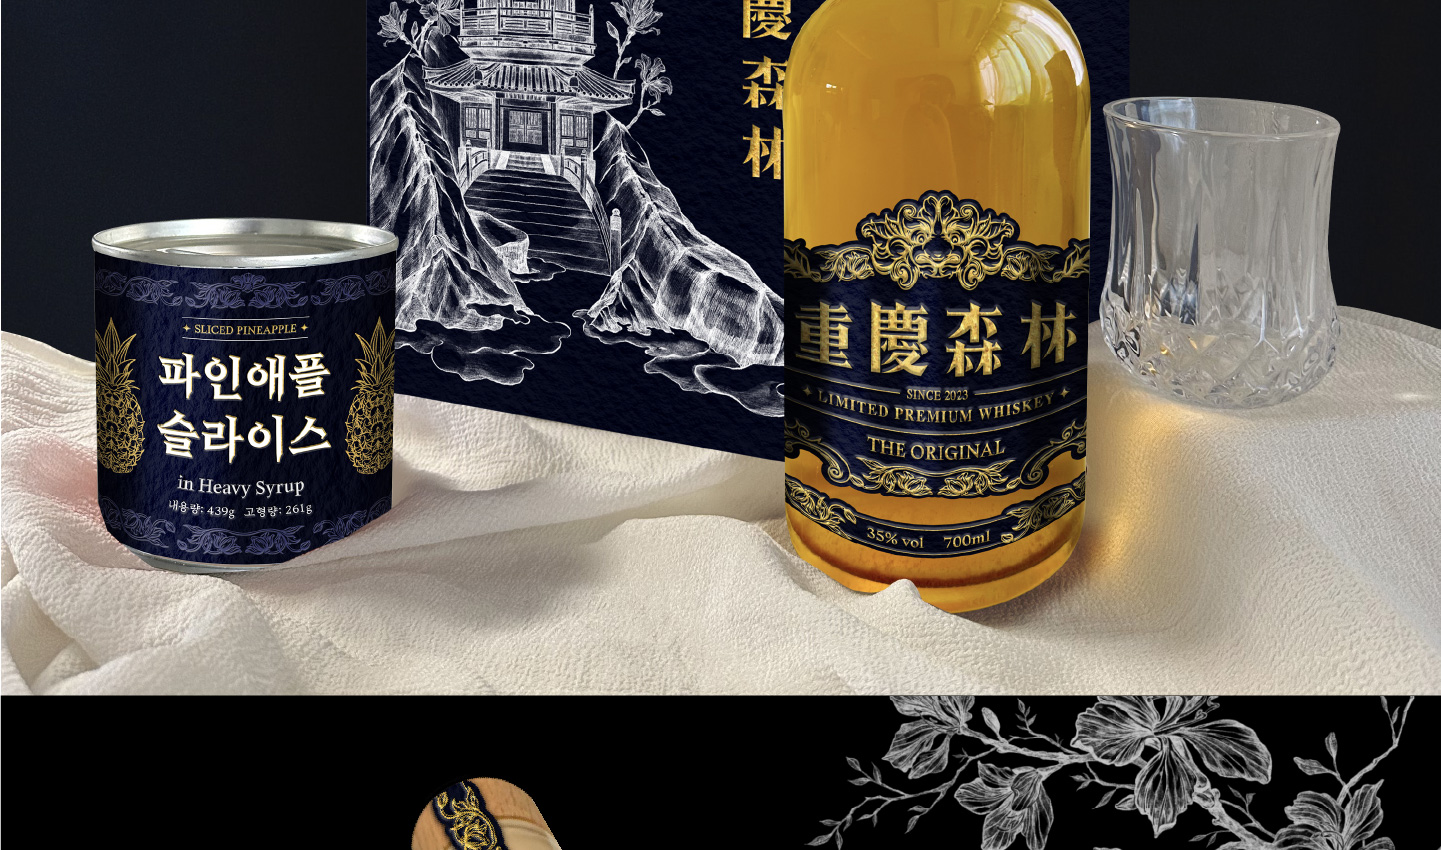 慶
森
林
SLICED PINEAPPLE
파인애플
슬라이스
in Heavy Syrup
내용량: 439g 고형량: 261g
重慶森林
SINCE 2023
LIMITED PREMIUM WHISKEY
THE ORIGINAL
35% vol 700ml